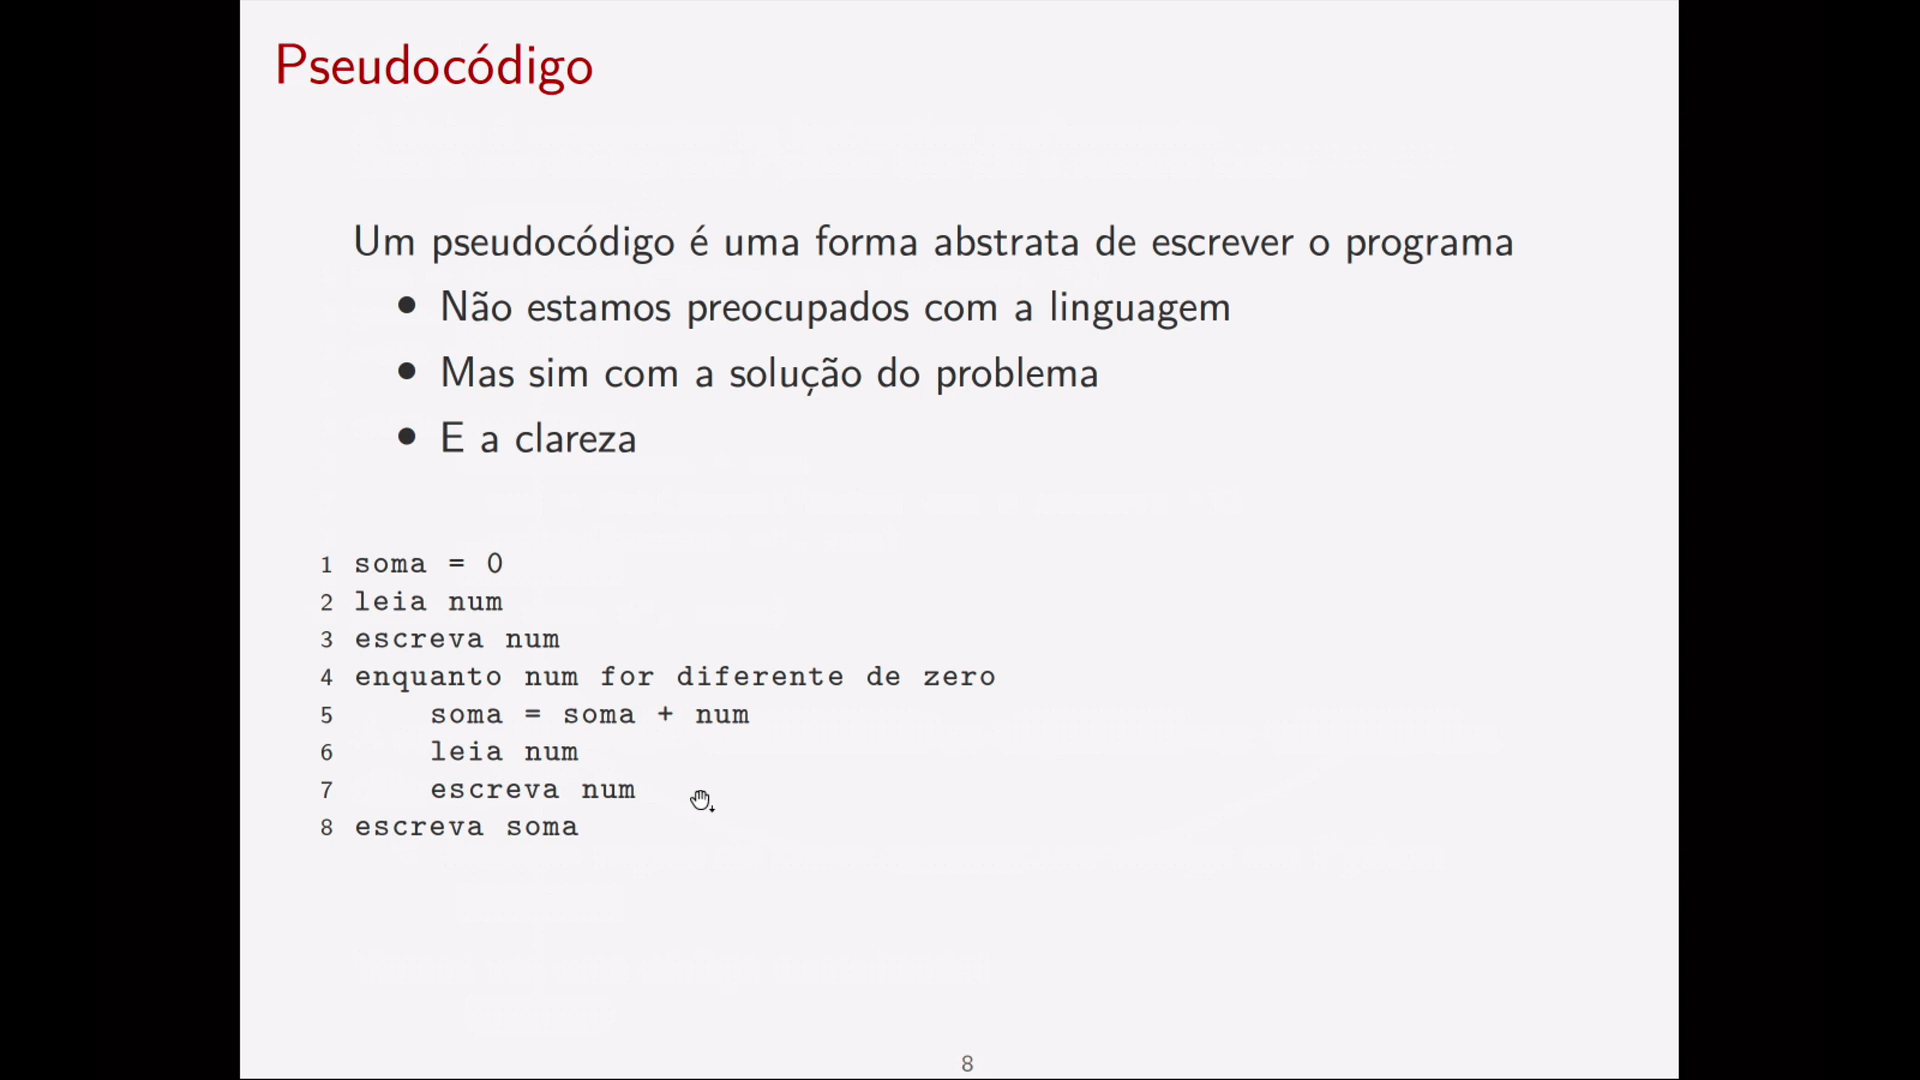 Pseudocódigo
Um pseudocódigo é uma forma abstrata de escrever o programa
• Não estamos preocupados com a linguagem
• Mas sim com a solução do problema
• E a clareza
1 soma = 0
2 leia num
3 escreva num
4 enquanto num for diferente de zero
5     soma = soma + num
6     leia num
7     escreva num
8 escreva soma
8